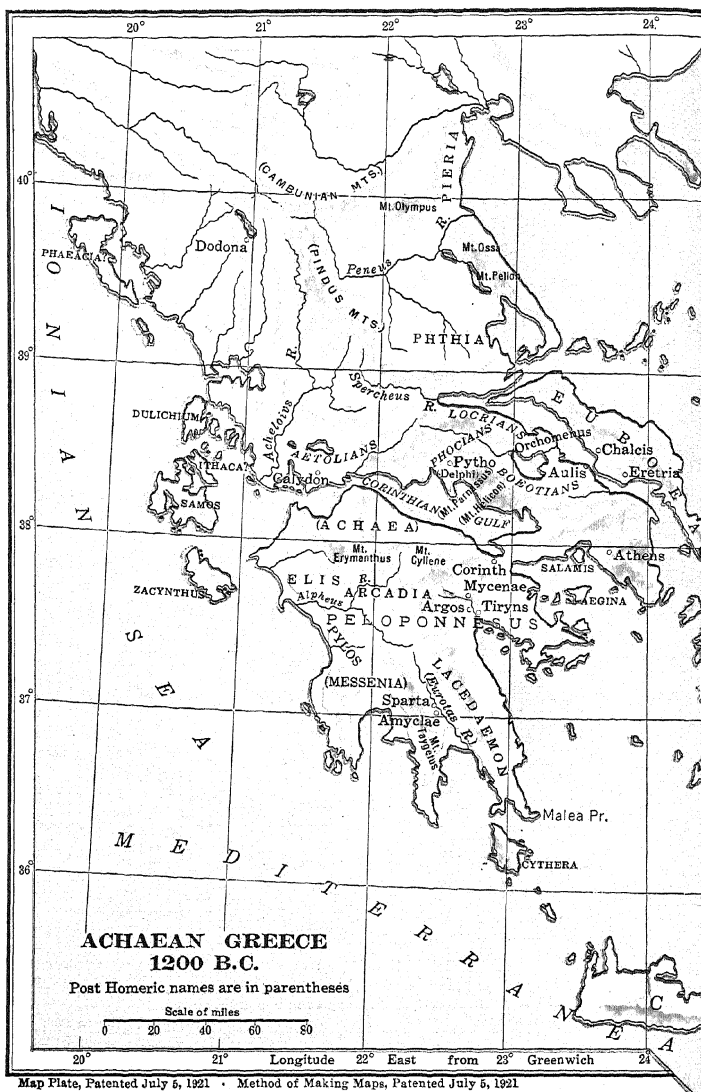 20° 21° 22° 23° 24°
40°
39°
38°
37°
36°
(CAMBUNIAN MTS.)
R. PIERIA
Mt. Olympus
Dodona
PHAEACIA?
(PINDUS MTS.)
Peneus R.
Mt. Ossa
Mt. Pelion
PHTHIA
IONIAN
SEA
Spercheus R.
Acheloivs R.
LOCRIANS
EUBOEA
DULICHIUM
AETOLIANS
PHOCIANS
Orchomenus
Chalcis
ITHACA?
Calydon
Pytho
(Delphi)
BOEOTIANS
Aulis
Eretria
SAMOS
CORINTHIAN
GULF
(Mt. Parnassus)
(Mt. Helicon)
(ACHAEA)
Mt. Erymanthus
Mt. Cyllene
Corinth
SALAMIS
Athens
ZACYNTHUS
ELIS
Alpheus R.
ARCADIA
Mycenae
AEGINA
Argos
Tiryns
PELOPONNESUS
PYLOS
(MESSENIA)
LACEDAEMON
Sparta
(Eurotas R.)
Amyclae
Mt. Taygetus
Malea Pr.
CYTHERA
MEDITERRANEA
C
ACHAEAN GREECE
1200 B.C.
Post Homeric names are in parentheses
Scale of miles
0 20 40 60 80
20° 21° Longitude 22° East from 23° Greenwich 24°
Map Plate, Patented July 5, 1921 · Method of Making Maps, Patented July 5, 1921